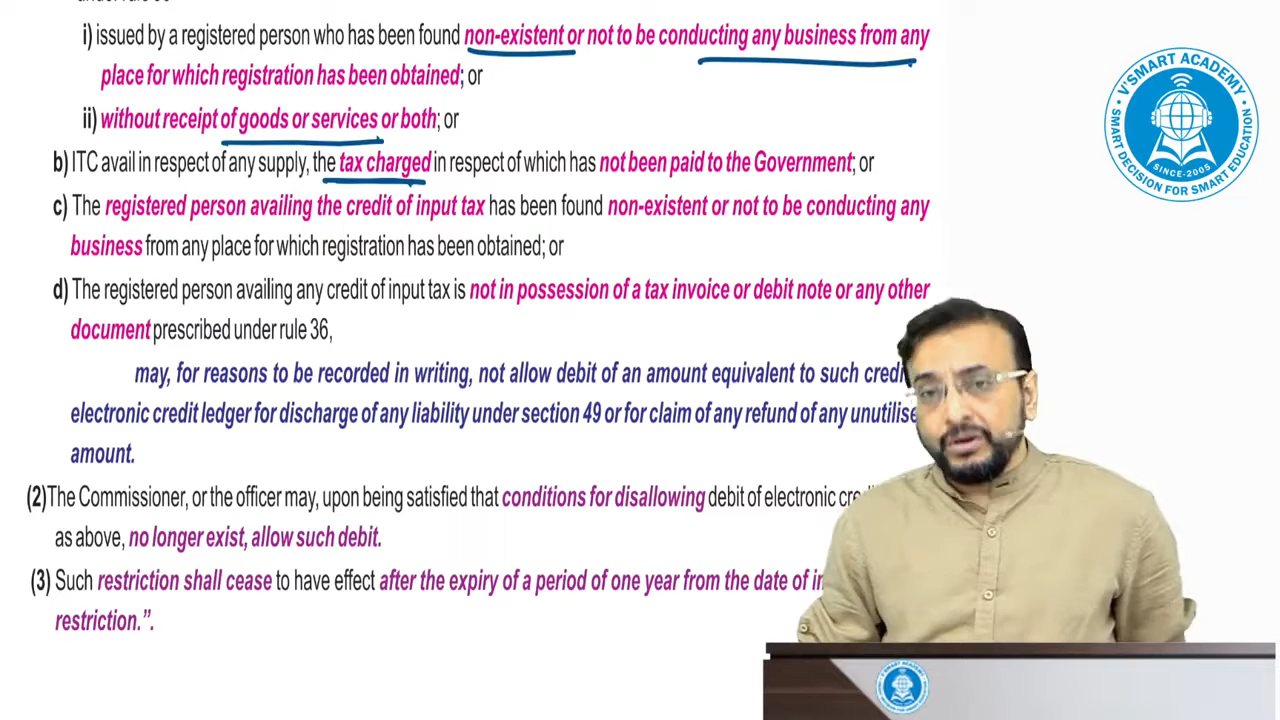 i) issued by a registered person who has been found non-existent or not to be conducting any business from any
place for which registration has been obtained; or
ii) without receipt of goods or services or both; or
b) ITC avail in respect of any supply, the tax charged in respect of which has not been paid to the Government; or
c) The registered person availing the credit of input tax has been found non-existent or not to be conducting any
business from any place for which registration has been obtained; or
d) The registered person availing any credit of input tax is not in possession of a tax invoice or debit note or any other
document prescribed under rule 36,
may, for reasons to be recorded in writing, not allow debit of an amount equivalent to such
electronic credit ledger for discharge of any liability under section 49 or for claim of any refund of any
amount.
(2)The Commissioner, or the officer may, upon being satisfied that conditions for disallowing debit of electronic
as above, no longer exist, allow such debit.
(3) Such restriction shall cease to have effect after the expiry of a period of one year from the date of
restriction.”.
V'SMART ACADEMY
SINCE-2005
SMART DECISION FOR SMART EDUCATION